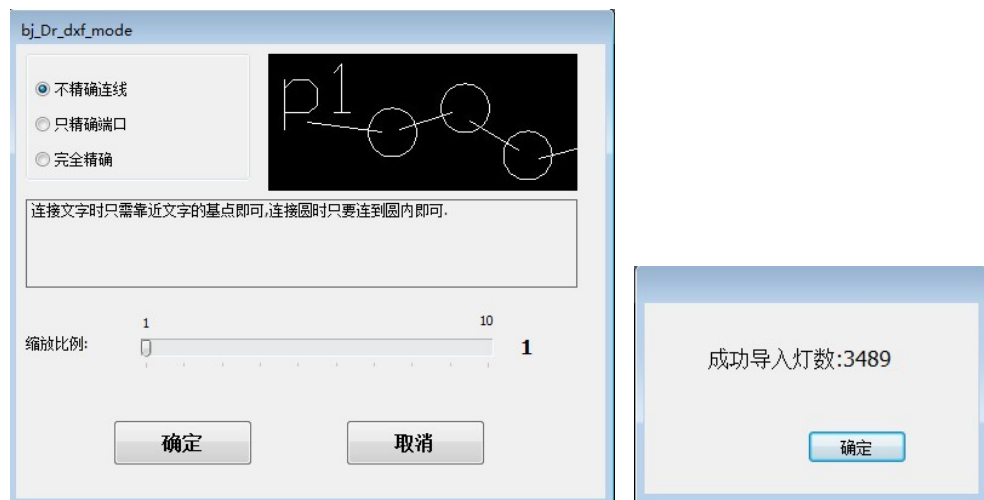 bj_Dr_dxf_mode
不精确连线
只精确端口
完全精确
p1
连接文字时只需靠近文字的基点即可,连接圆时只要连到圆内即可.
1 10
缩放比例: 1
确定 取消
成功导入灯数:3489
确定